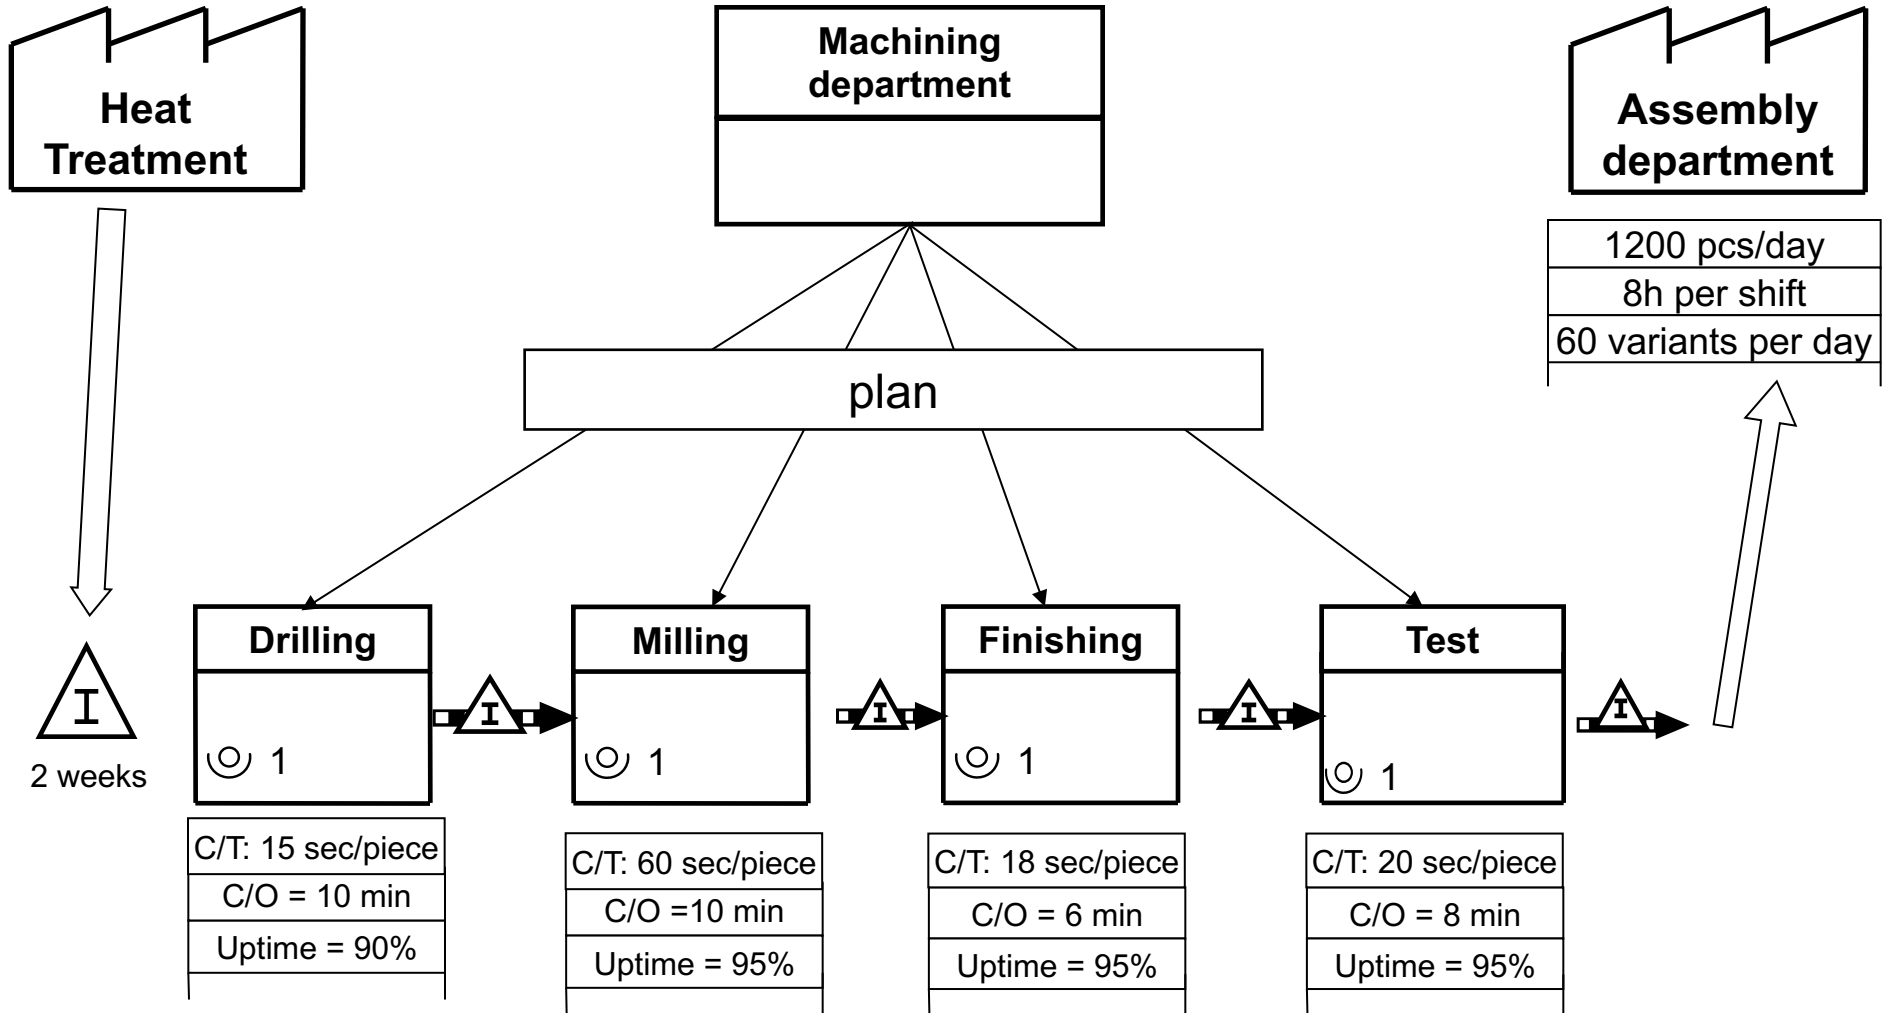 Heat
Treatment
Machining
department
Assembly
department
1200 pcs/day
8h per shift
60 variants per day
plan
I
2 weeks
Drilling
1
C/T: 15 sec/piece
C/O = 10 min
Uptime = 90%
I
Milling
1
C/T: 60 sec/piece
C/O =10 min
Uptime = 95%
I
Finishing
1
C/T: 18 sec/piece
C/O = 6 min
Uptime = 95%
I
Test
1
C/T: 20 sec/piece
C/O = 8 min
Uptime = 95%
I